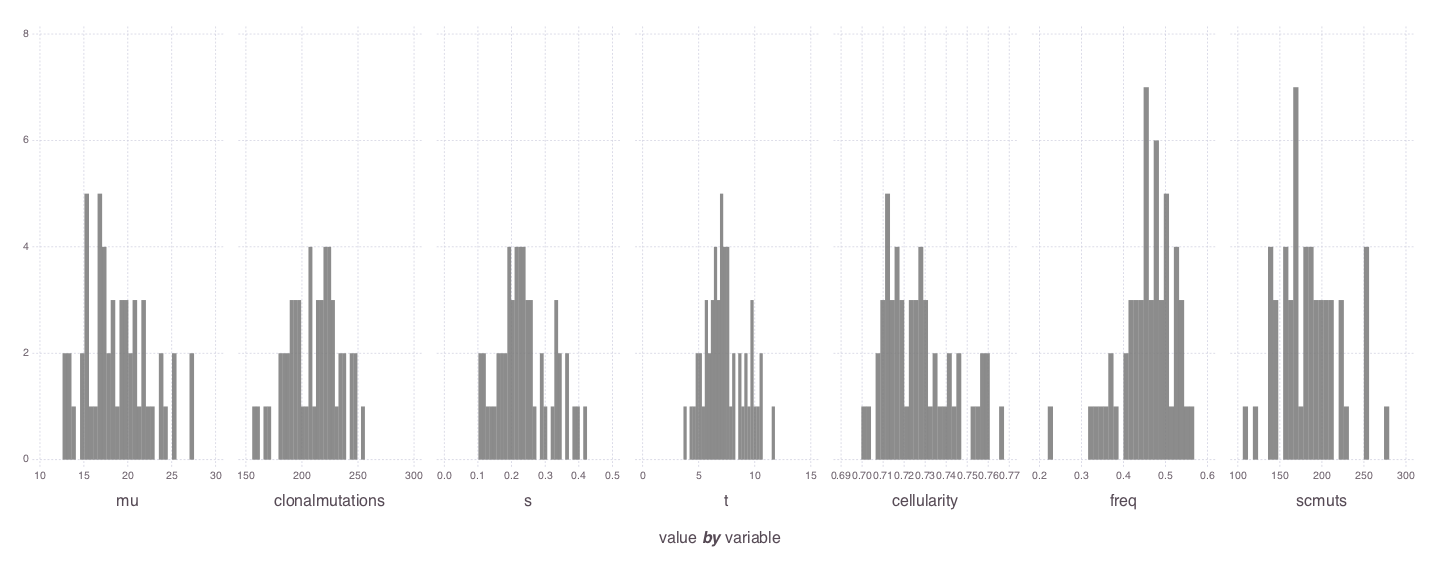 8
6
4
2
0
10 15 20 25 30
150 200 250 300
0.0 0.1 0.2 0.3 0.4 0.5
0 5 10 15
0.69 0.70 0.71 0.72 0.73 0.74 0.75 0.76 0.77
0.2 0.3 0.4 0.5 0.6
100 150 200 250 300
mu clonalmutations s t cellularity freq scmuts
value by variable